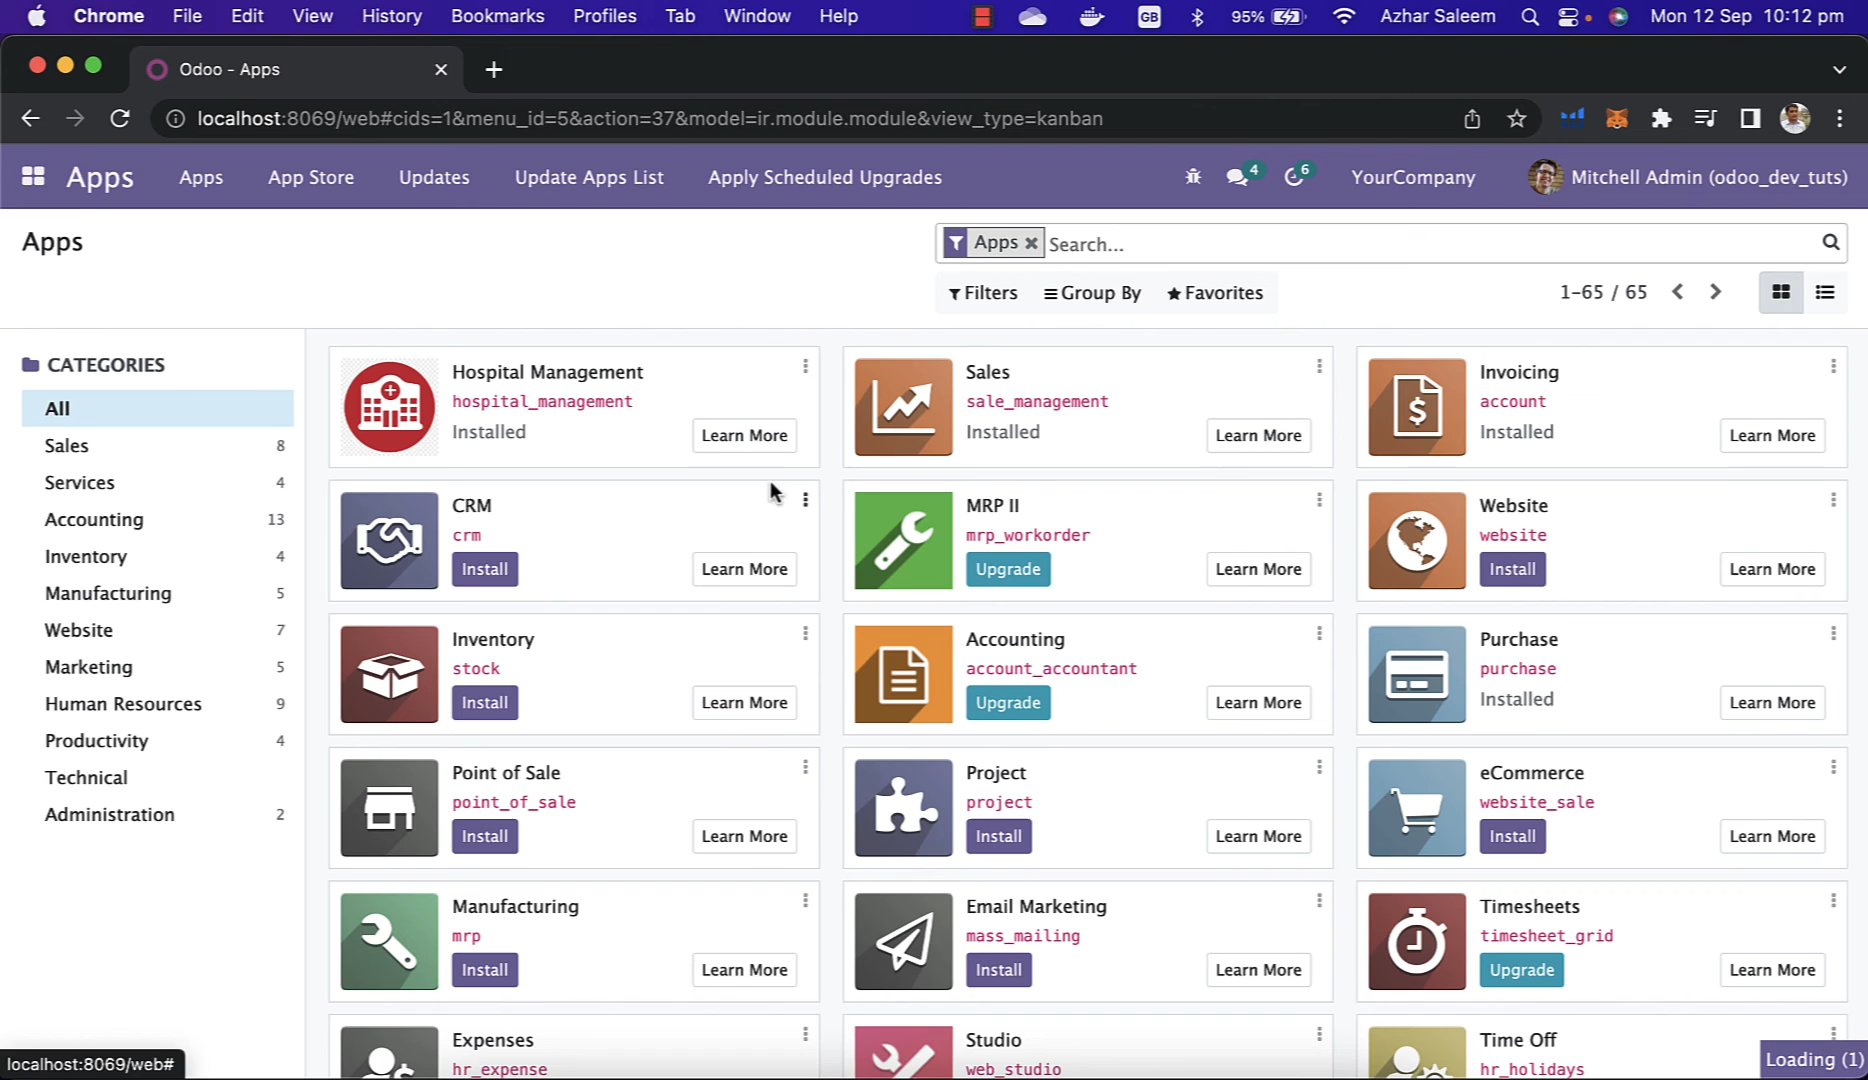 Chrome File Edit View History Bookmarks Profiles Tab Window Help GB 95% Azhar Saleem Mon 12 Sep 10:12 pm
Odoo - Apps
localhost:8069/web#cids=1&menu_id=5&action=37&model=ir.module.module&view_type=kanban
Apps Apps App Store Updates Update Apps List Apply Scheduled Upgrades 4 6 YourCompany Mitchell Admin (odoo_dev_tuts)
Apps
Apps Search...
Filters Group By Favorites 1-65 / 65
CATEGORIES
All
Sales 8
Services 4
Accounting 13
Inventory 4
Manufacturing 5
Website 7
Marketing 5
Human Resources 9
Productivity 4
Technical
Administration 2
Hospital Management
hospital_management
Installed Learn More
Sales
sale_management
Installed Learn More
Invoicing
account
Installed Learn More
CRM
crm
Install Learn More
MRP II
mrp_workorder
Upgrade Learn More
Website
website
Install Learn More
Inventory
stock
Install Learn More
Accounting
account_accountant
Upgrade Learn More
Purchase
purchase
Installed Learn More
Point of Sale
point_of_sale
Install Learn More
Project
project
Install Learn More
eCommerce
website_sale
Install Learn More
Manufacturing
mrp
Install Learn More
Email Marketing
mass_mailing
Install Learn More
Timesheets
timesheet_grid
Upgrade Learn More
Expenses
hr_expense
Studio
web_studio
Time Off
hr_holidays
localhost:8069/web#
Loading (1)